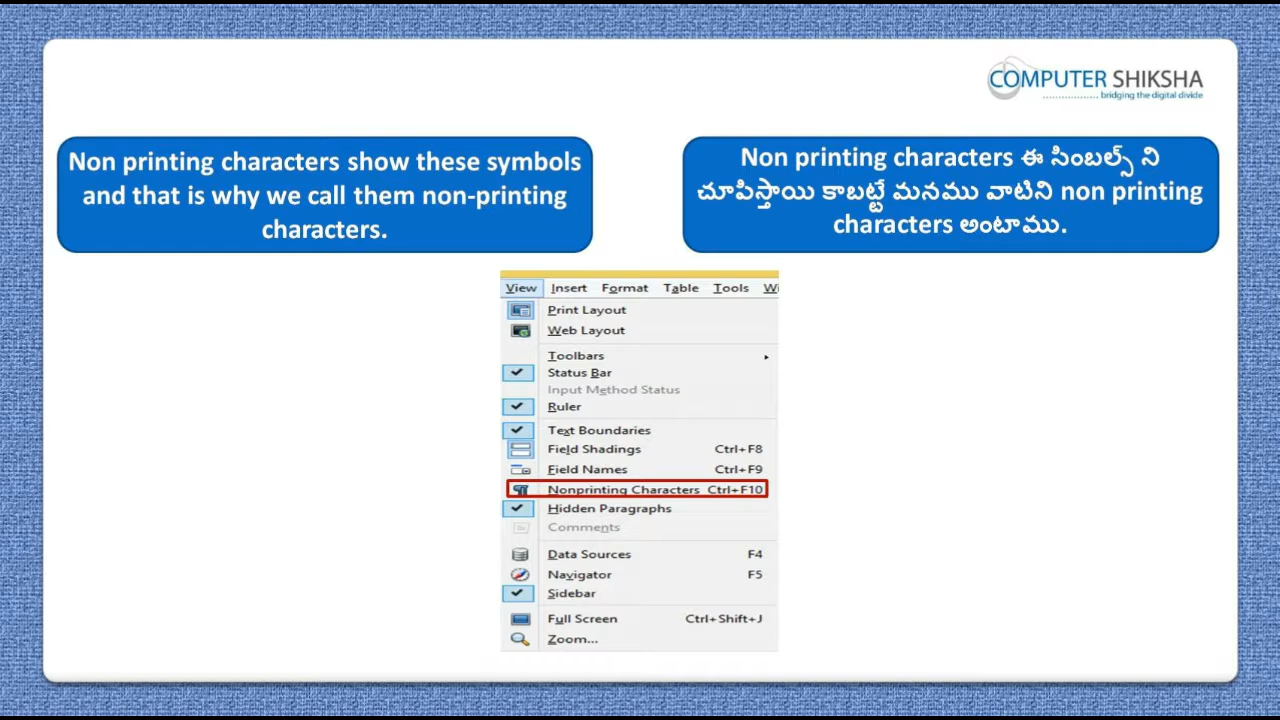 COMPUTER SHIKSHA
bridging the digital divide
Non printing characters show these symbols
and that is why we call them non-printing
characters.
Non printing characters ఈ సింబల్స్ ని
చూపిస్తాయి కాబట్టే మనము వాటిని non printing
characters అంటాము.
View Insert Format Table Tools Wi
Print Layout
Web Layout
Toolbars
Status Bar
Input Method Status
Ruler
Text Boundaries
Field Shadings Ctrl+F8
Field Names Ctrl+F9
Nonprinting Characters Ctrl+F10
Hidden Paragraphs
Comments
Data Sources F4
Navigator F5
Sidebar
Full Screen Ctrl+Shift+J
Zoom...